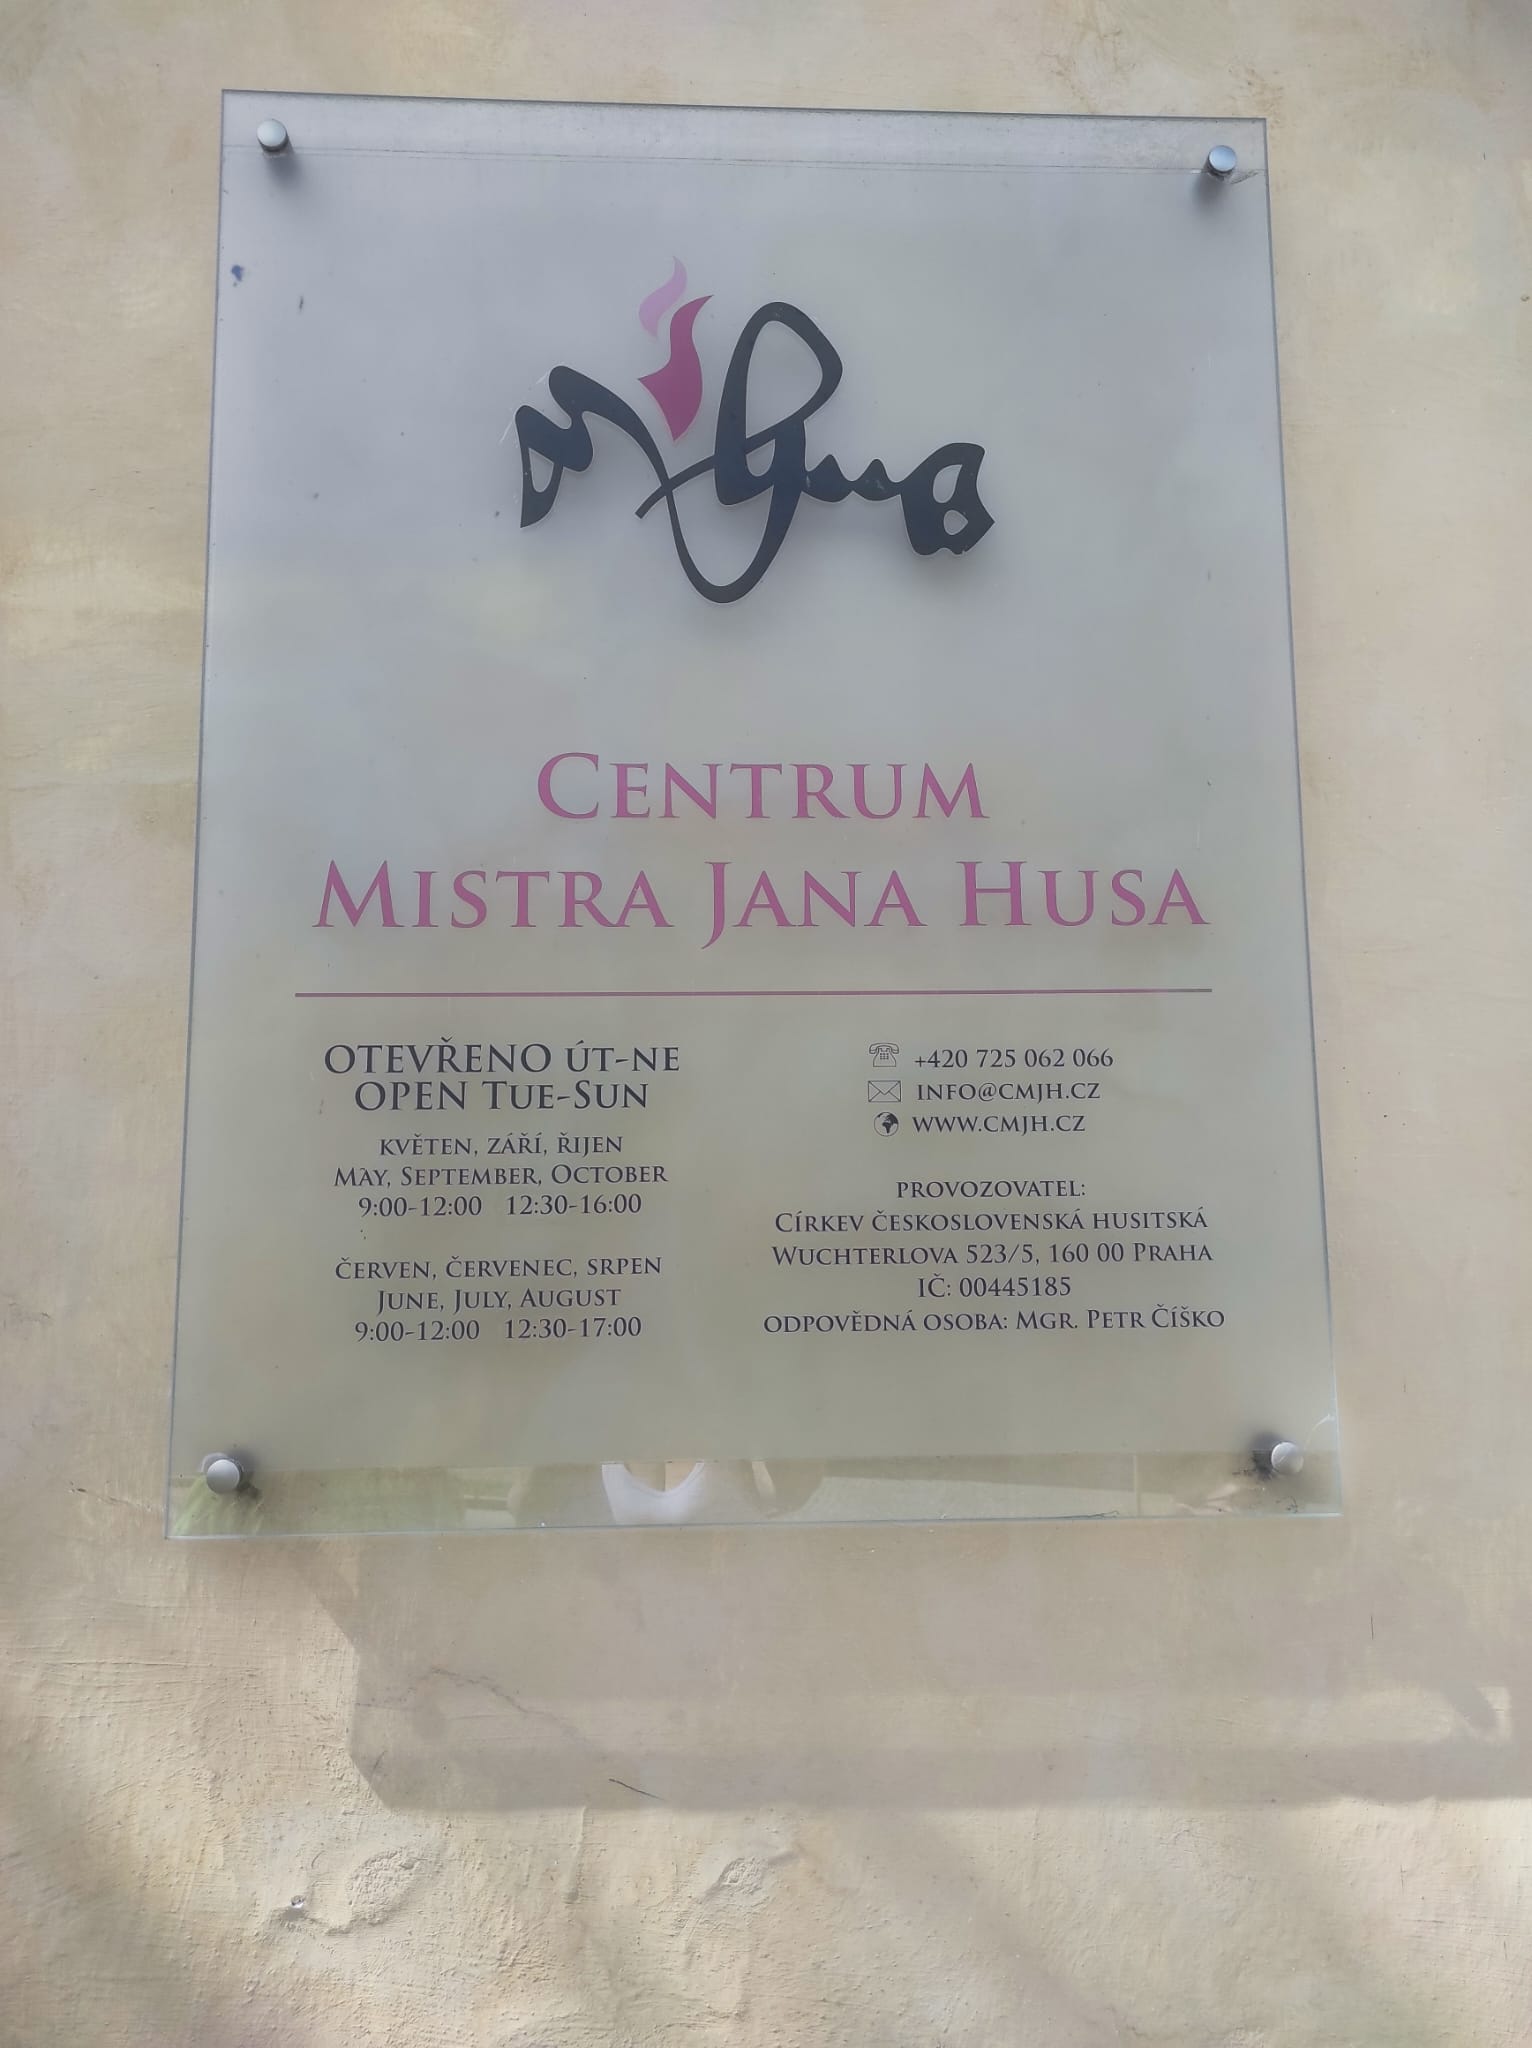 M. Hus
CENTRUM
MISTRA JANA HUSA
OTEVŘENO ÚT-NE
OPEN TUE-SUN
KVĚTEN, ZÁŘÍ, ŘIJEN
MAY, SEPTEMBER, OCTOBER
9:00-12:00 12:30-16:00
ČERVEN, ČERVENEC, SRPEN
JUNE, JULY, AUGUST
9:00-12:00 12:30-17:00
+420 725 062 066
INFO@CMJH.CZ
WWW.CMJH.CZ
PROVOZOVATEL:
CÍRKEV ČESKOSLOVENSKÁ HUSITSKÁ
WUCHTERLOVA 523/5, 160 00 PRAHA
IČ: 00445185
ODPOVĚDNÁ OSOBA: MGR. PETR ČÍŠKO